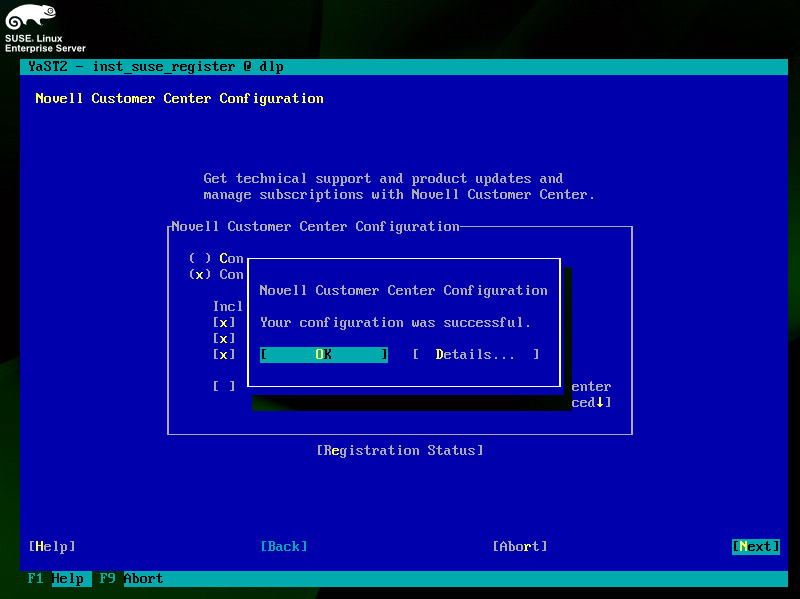 SUSE. Linux
Enterprise Server
YaST2 - inst_suse_register @ dlp
Novell Customer Center Configuration
Get technical support and product updates and
manage subscriptions with Novell Customer Center.
Novell Customer Center Configuration
( ) Con
(x) Con
Incl
[x]
[x]
[x]
[ ] enter
ced↓]
Novell Customer Center Configuration
Your configuration was successful.
[ OK ] [ Details... ]
[Registration Status]
[Help] [Back] [Abort] [Next]
F1 Help F9 Abort